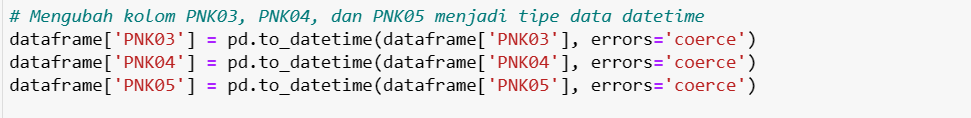 # Mengubah kolom PNK03, PNK04, dan PNK05 menjadi tipe data datetime
dataframe['PNK03'] = pd.to_datetime(dataframe['PNK03'], errors='coerce')
dataframe['PNK04'] = pd.to_datetime(dataframe['PNK04'], errors='coerce')
dataframe['PNK05'] = pd.to_datetime(dataframe['PNK05'], errors='coerce')